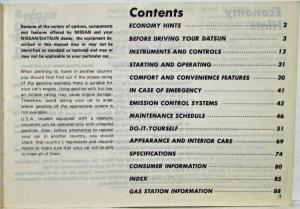 Because of the variety of options, components
and features offered by NISSAN and your
NISSAN/DATSUN dealer, the equipment de-
scribed in this manual may or may not be
identified as standard or optional and may or
may not be applicable to your particular car.
When planning to travel in another country
you should first find out if the octane rating
of the gasoline available there is suitable for
your car's engine. Using gasoline with too low
an octane rating may cause engine damage.
Therefore, avoid taking your car to areas
where gasoline of the appropriate octane is
not available.
U.S.A. models equipped with a catalytic
converter can be operated only with unleaded
gasoline. Also, before attempting to register
your car in another country, you should
check that country's regulations and require-
ments to make sure that your car will be able
to meet all of them.
Contents
ECONOMY HINTS 2
BEFORE DRIVING YOUR DATSUN 3
INSTRUMENTS AND CONTROLS 13
STARTING AND OPERATING 21
COMFORT AND CONVENIENCE FEATURES 30
IN CASE OF EMERGENCY 41
EMISSION CONTROL SYSTEMS 45
MAINTENANCE SCHEDULE 46
DO-IT-YOURSELF 51
APPEARANCE AND INTERIOR CARE 69
SPECIFICATIONS 74
CONSUMER INFORMATION 80
INDEX 85
GAS STATION INFORMATION 88